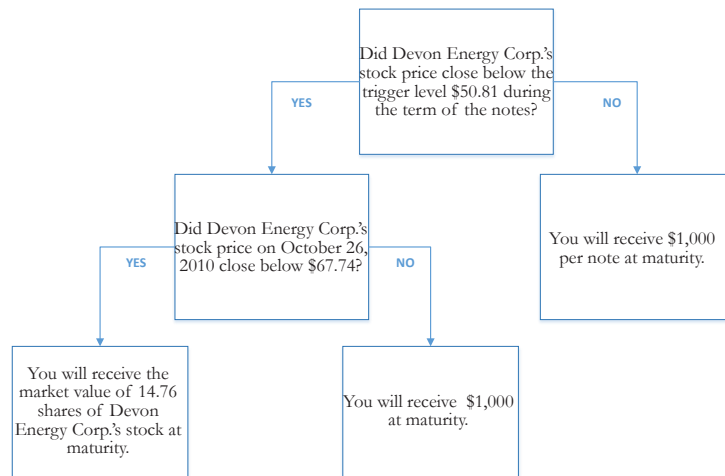 Did Devon Energy Corp.'s
stock price close below the
trigger level $50.81 during
the term of the notes?
YES
NO
Did Devon Energy Corp.'s
stock price on October 26,
2010 close below $67.74?
You will receive $1,000
per note at maturity.
YES
NO
You will receive the
market value of 14.76
shares of Devon
Energy Corp.'s stock at
maturity.
You will receive $1,000
at maturity.